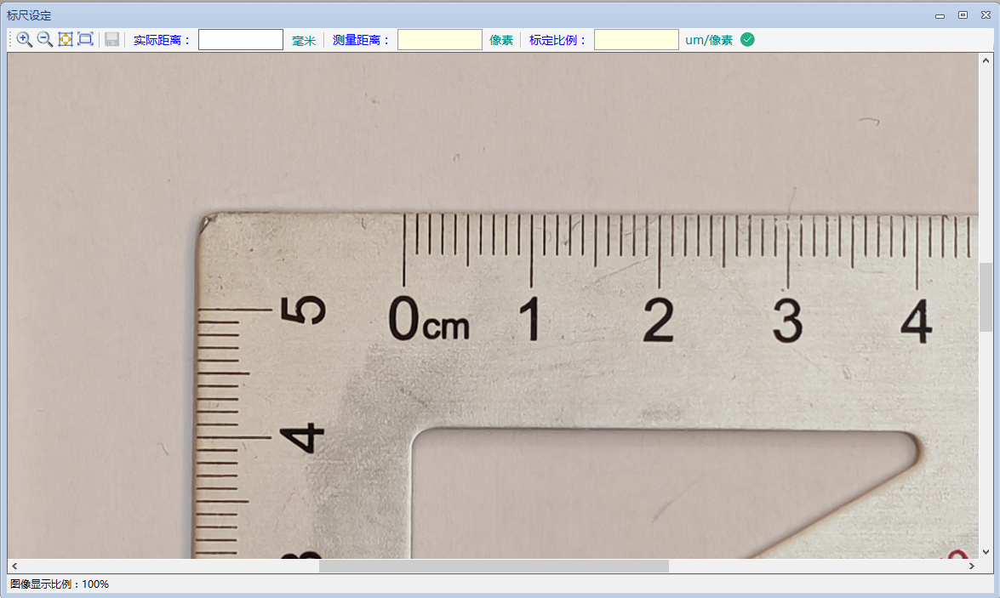 标尺设定
实际距离： 毫米 测量距离： 像素 标定比例： um/像素
0cm 1 2 3 4
5
4
3
图像显示比例：100%